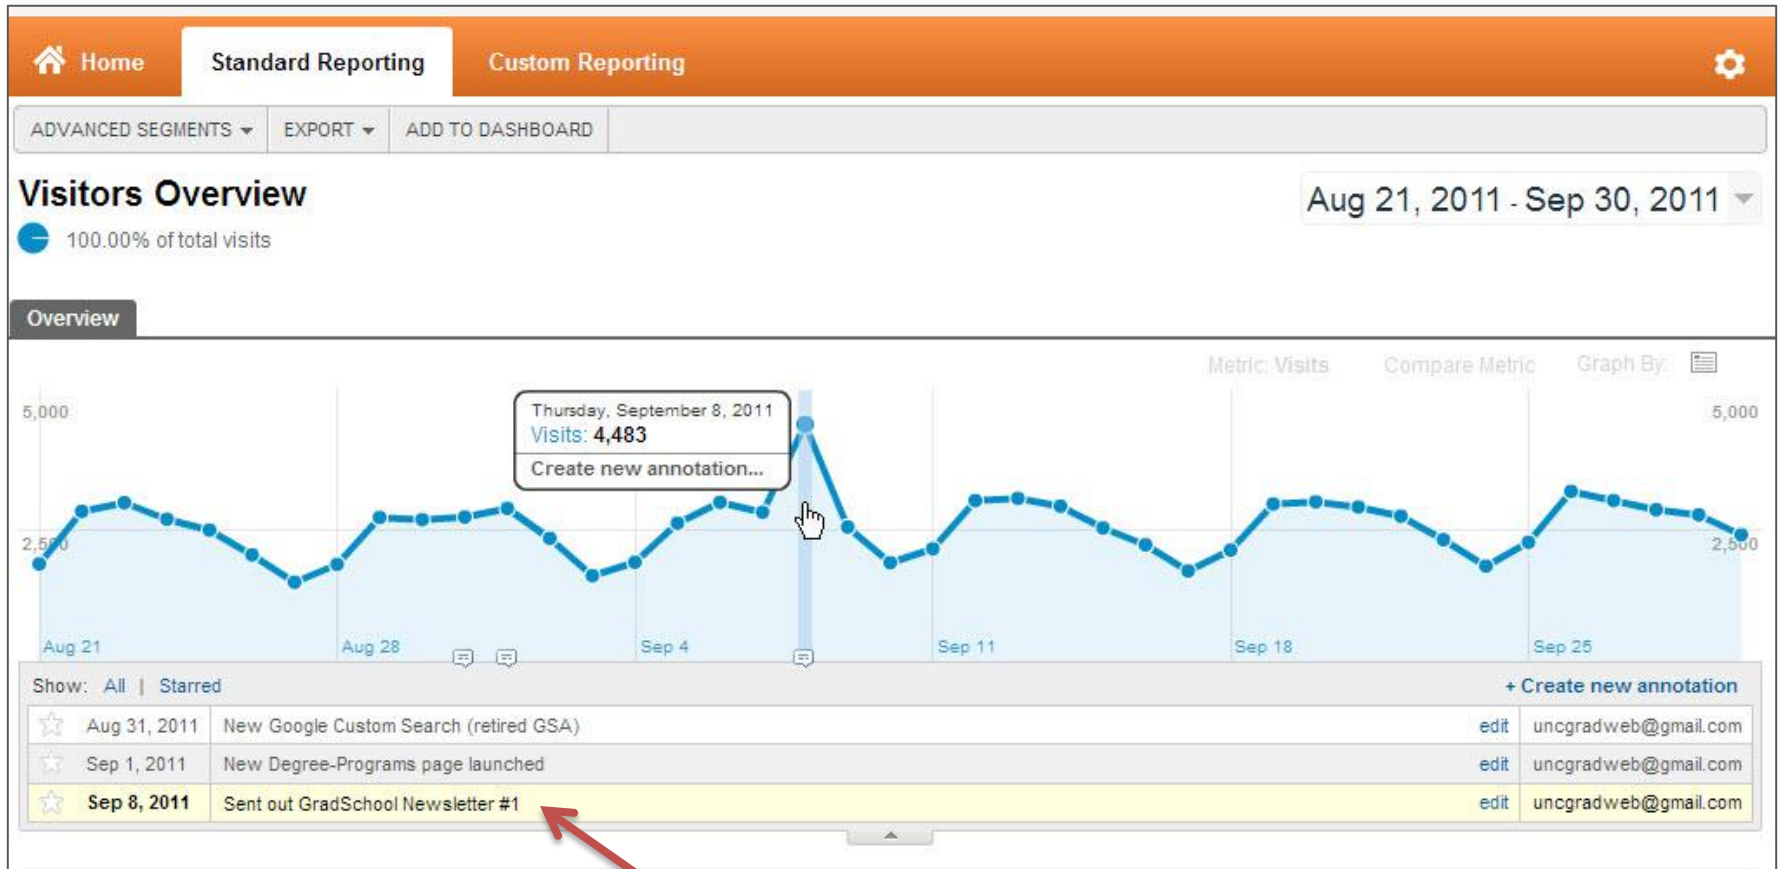 Home Standard Reporting Custom Reporting
ADVANCED SEGMENTS EXPORT ADD TO DASHBOARD
Visitors Overview
Aug 21, 2011 - Sep 30, 2011
100.00% of total visits
Overview
Metric: Visits Compare Metric Graph By:
5,000 5,000
Thursday, September 8, 2011
Visits: 4,483
Create new annotation...
2,500 2,500
Aug 21 Aug 28 Sep 4 Sep 11 Sep 18 Sep 25
Show: All | Starred + Create new annotation
Aug 31, 2011 New Google Custom Search (retired GSA) edit uncgradweb@gmail.com
Sep 1, 2011 New Degree-Programs page launched edit uncgradweb@gmail.com
Sep 8, 2011 Sent out GradSchool Newsletter #1 edit uncgradweb@gmail.com